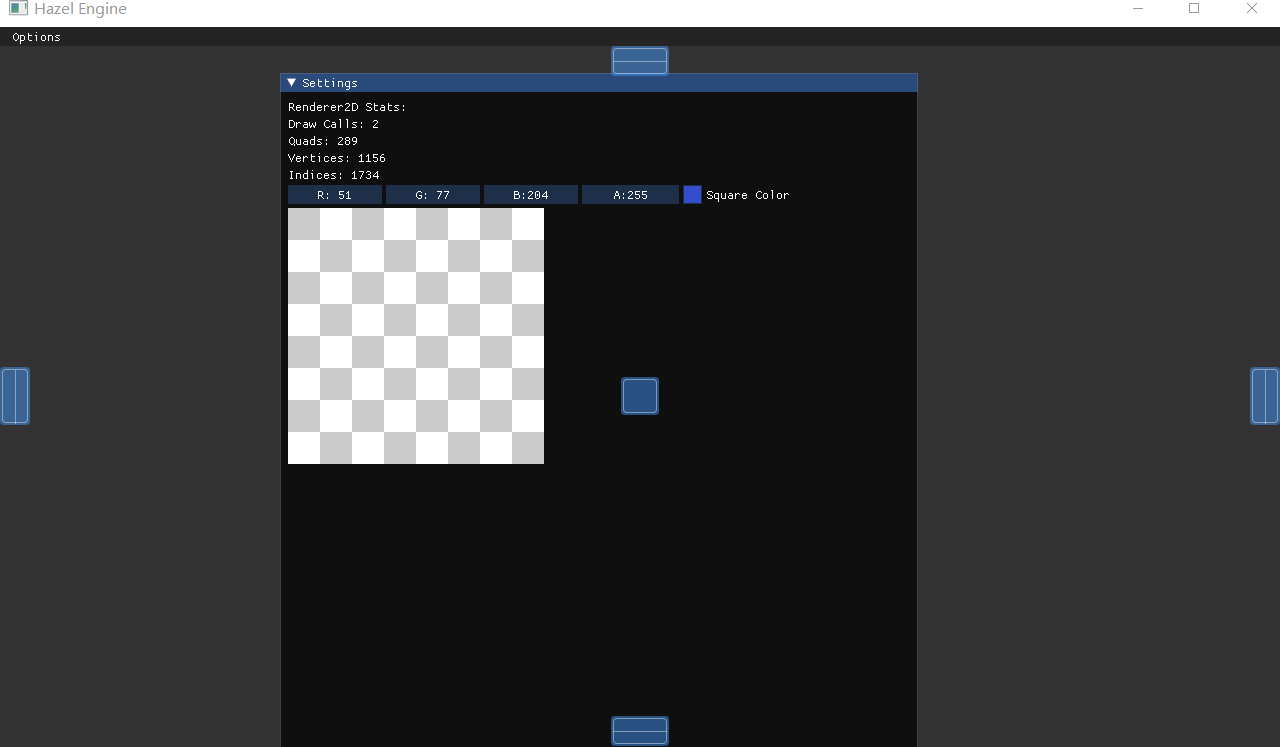 Hazel Engine
Options
Settings
Renderer2D Stats:
Draw Calls: 2
Quads: 289
Vertices: 1156
Indices: 1734
R: 51 G: 77 B:204 A:255 Square Color